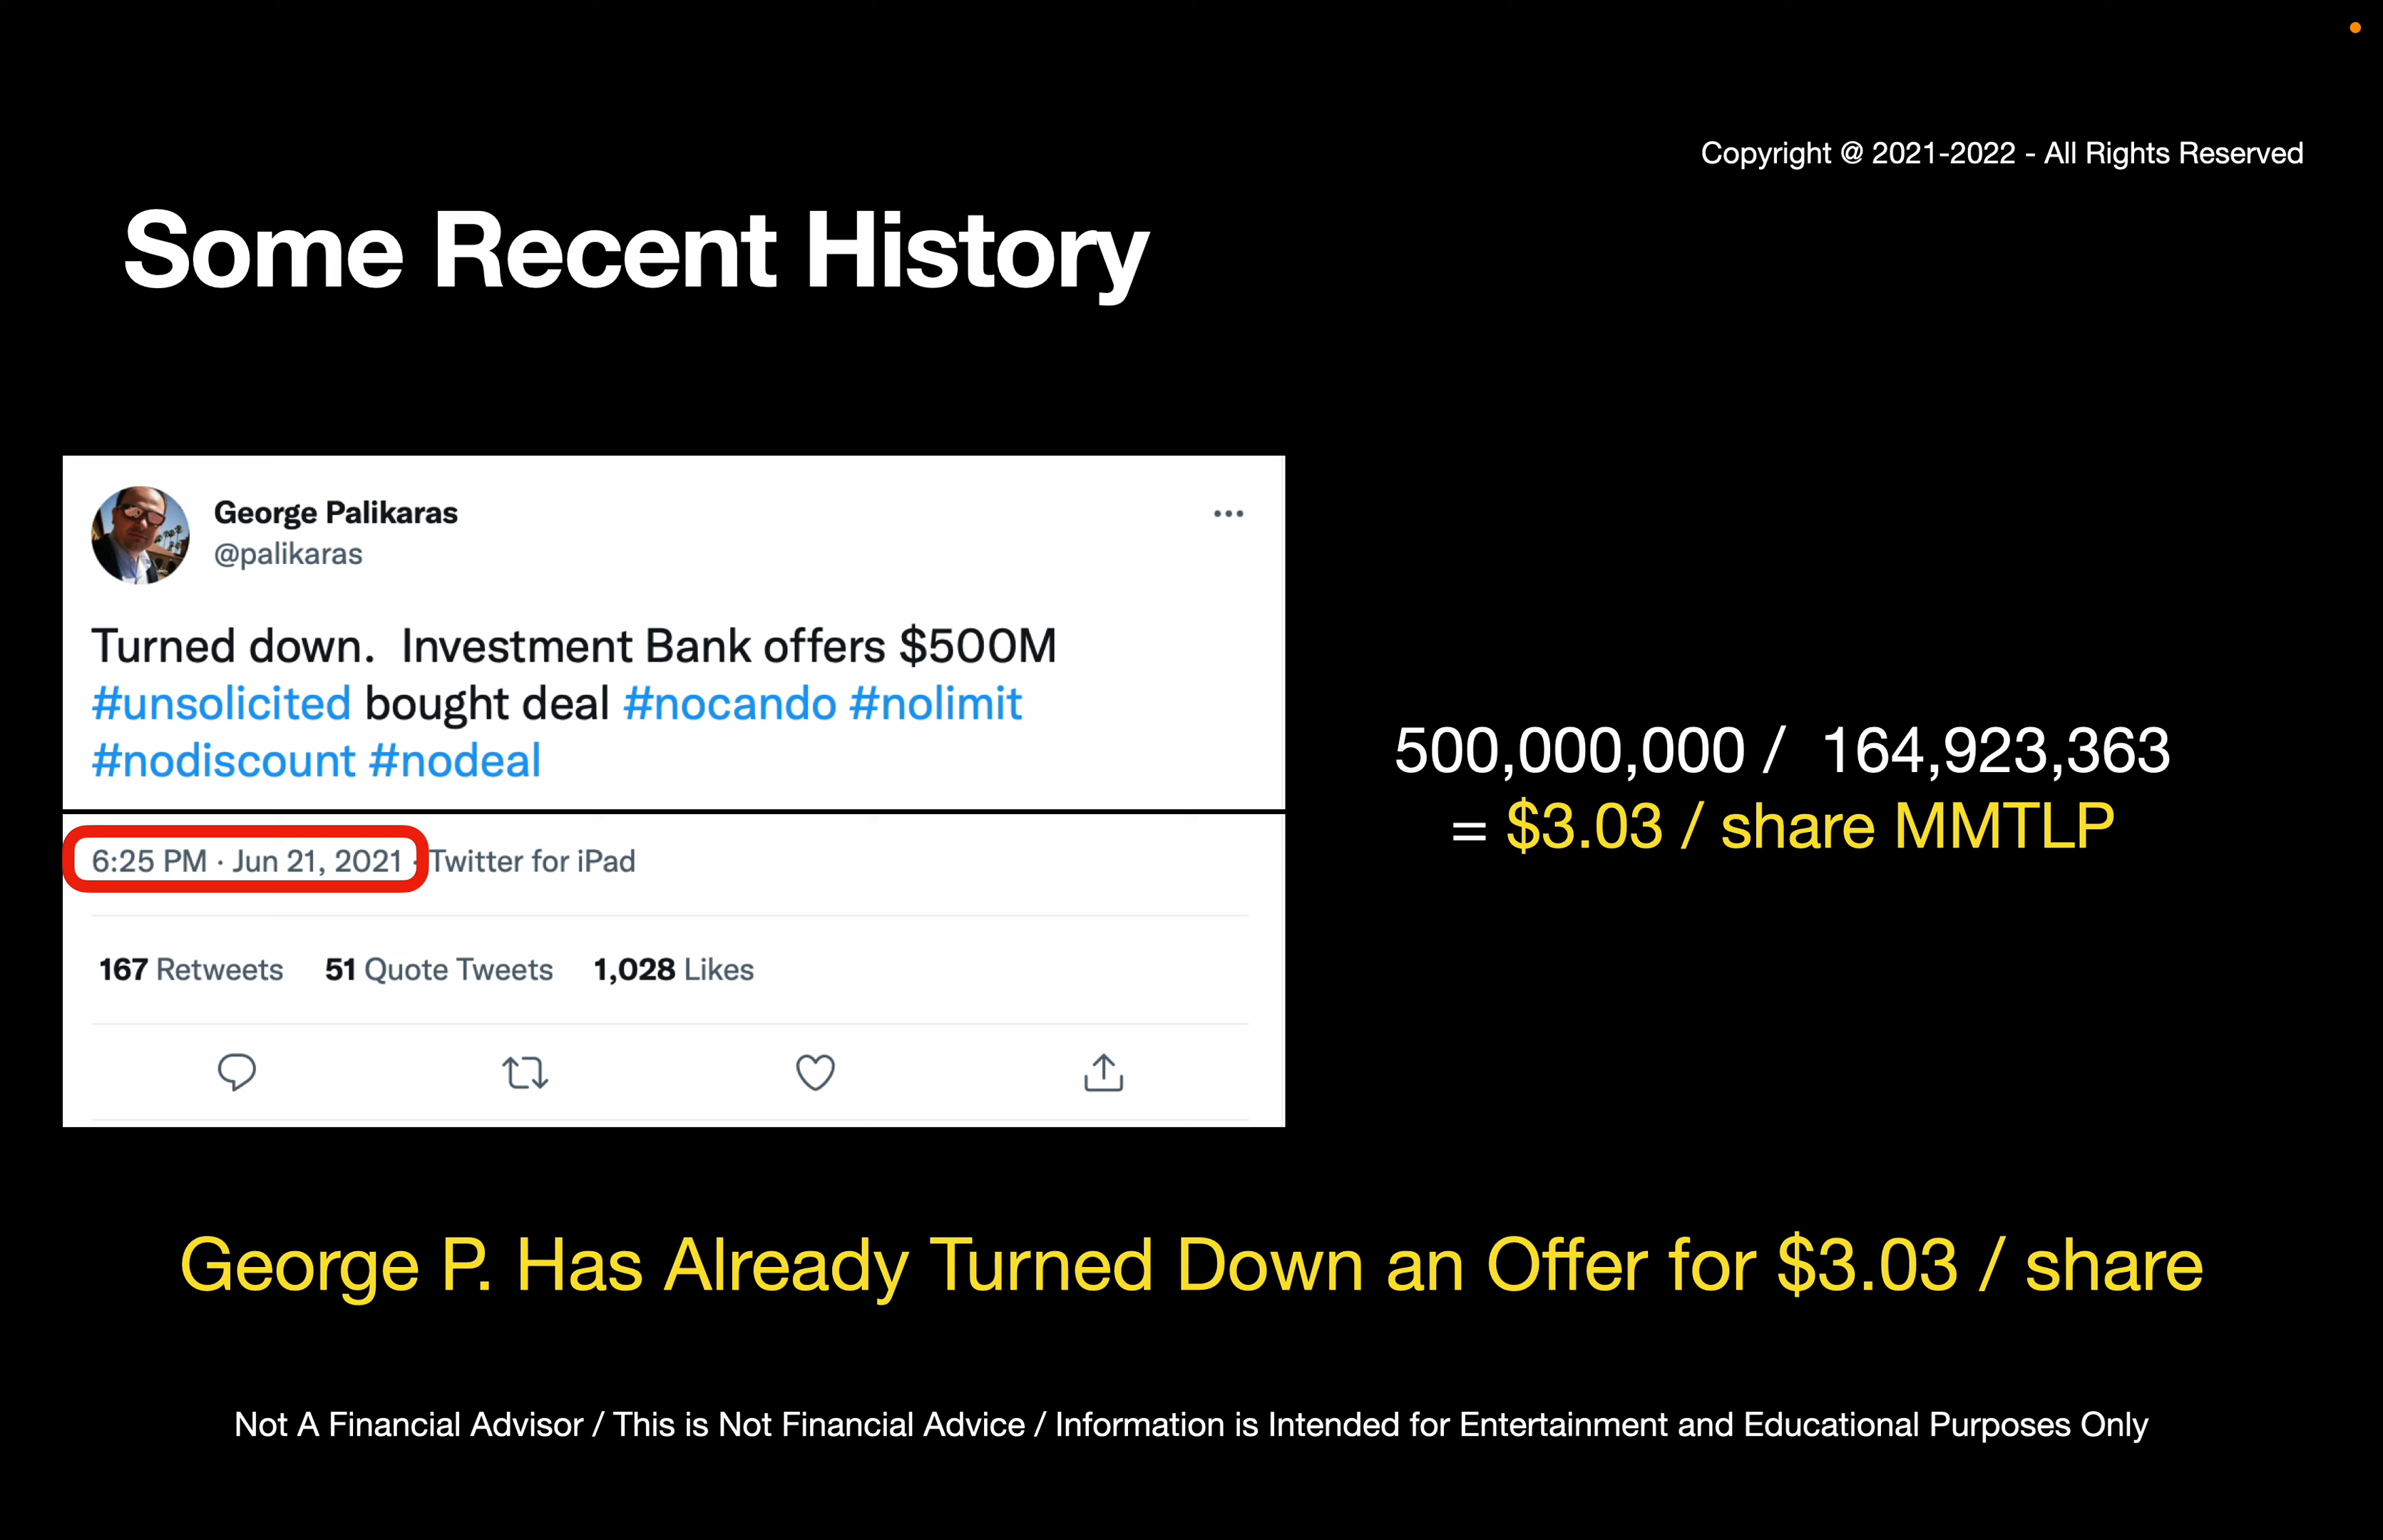 Copyright @ 2021-2022 - All Rights Reserved
Some Recent History
George Palikaras
@palikaras
Turned down.  Investment Bank offers $500M
#unsolicited bought deal #nocando #nolimit
#nodiscount #nodeal
6:25 PM · Jun 21, 2021 · Twitter for iPad
167 Retweets 51 Quote Tweets 1,028 Likes
500,000,000 /  164,923,363
= $3.03 / share MMTLP
George P. Has Already Turned Down an Offer for $3.03 / share
Not A Financial Advisor / This is Not Financial Advice / Information is Intended for Entertainment and Educational Purposes Only